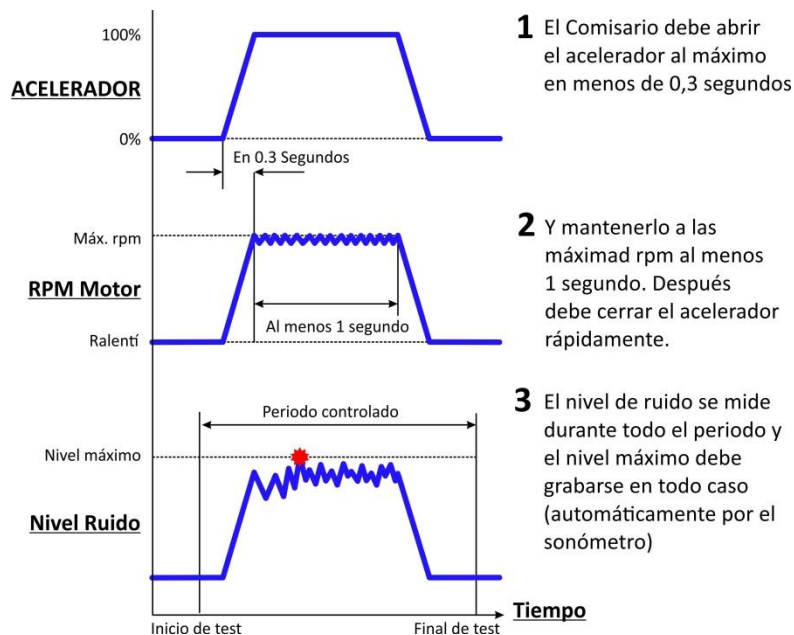 100%
ACELERADOR
0%
En 0.3 Segundos
1 El Comisario debe abrir
el acelerador al máximo
en menos de 0,3 segundos
Máx. rpm
RPM Motor
Al menos 1 segundo
Ralentí
2 Y mantenerlo a las
máximad rpm al menos
1 segundo. Después
debe cerrar el acelerador
rápidamente.
Periodo controlado
Nivel máximo
Nivel Ruido
3 El nivel de ruido se mide
durante todo el periodo y
el nivel máximo debe
grabarse en todo caso
(automáticamente por el
sonómetro)
Tiempo
Inicio de test
Final de test